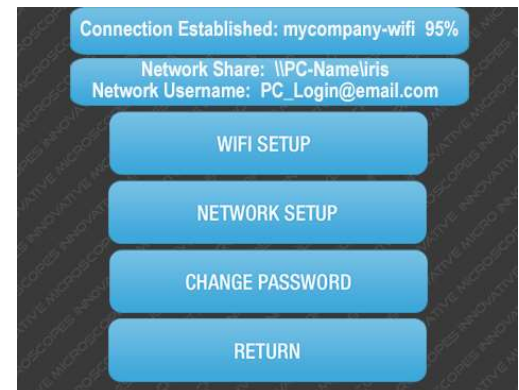 Connection Established: mycompany-wifi 95%
Network Share: \\PC-Name\iris
Network Username: PC_Login@email.com
WIFI SETUP
NETWORK SETUP
CHANGE PASSWORD
RETURN